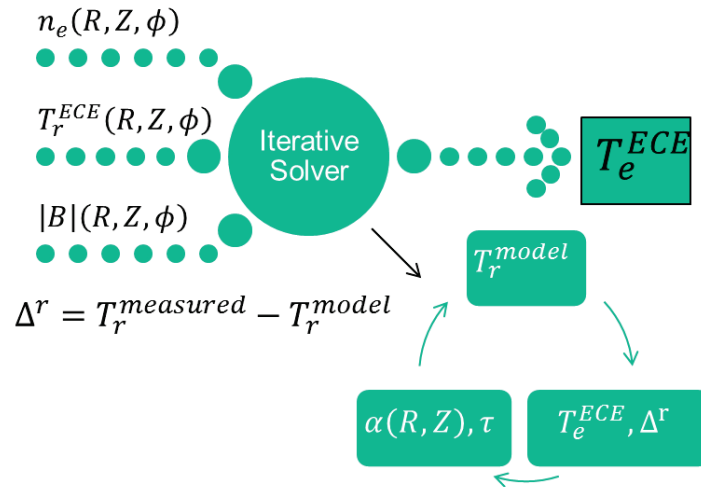 n_e(R, Z, ϕ)
T_r^{ECE}(R, Z, ϕ)
Iterative
Solver
T_e^{ECE}
|B|(R, Z, ϕ)
T_r^{model}
Δ^r = T_r^{measured} − T_r^{model}
α(R, Z), τ
T_e^{ECE}, Δ^r